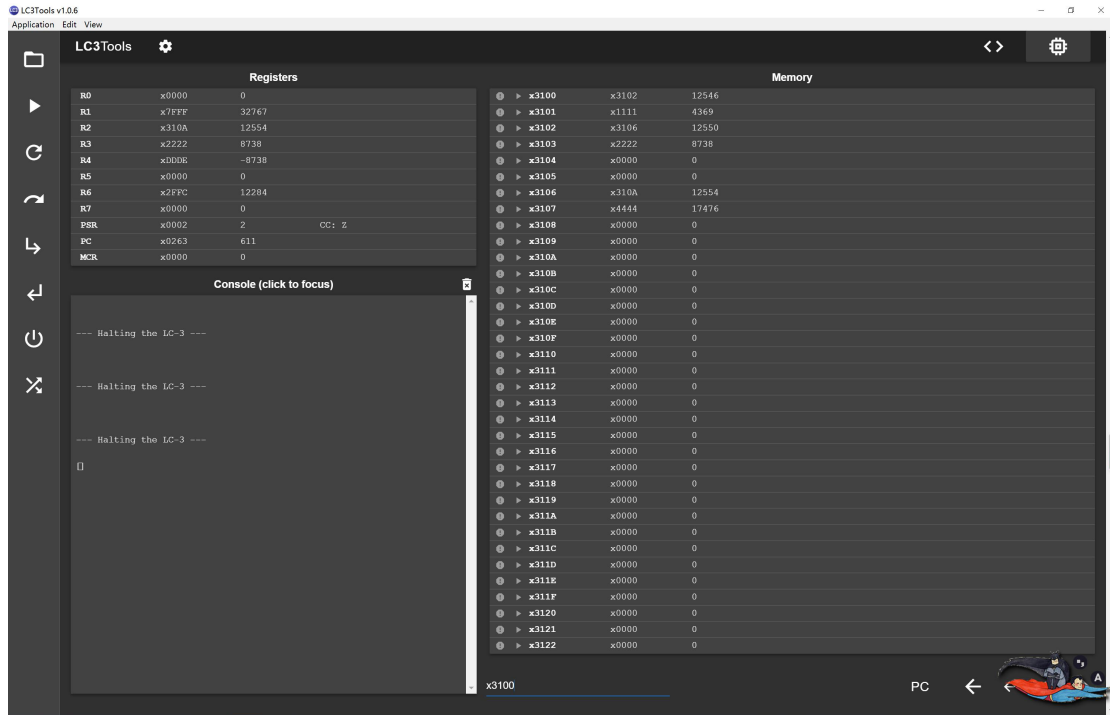 LC3Tools v1.0.6
Application Edit View
LC3Tools
Registers
R0 x0000 0
R1 x7FFF 32767
R2 x310A 12554
R3 x2222 8738
R4 xDDDE -8738
R5 x0000 0
R6 x2FFC 12284
R7 x0000 0
PSR x0002 2 CC: Z
PC x0263 611
MCR x0000 0
Console (click to focus)
--- Halting the LC-3 ---
--- Halting the LC-3 ---
--- Halting the LC-3 ---
Memory
x3100 x3102 12546
x3101 x1111 4369
x3102 x3106 12550
x3103 x2222 8738
x3104 x0000 0
x3105 x0000 0
x3106 x310A 12554
x3107 x4444 17476
x3108 x0000 0
x3109 x0000 0
x310A x0000 0
x310B x0000 0
x310C x0000 0
x310D x0000 0
x310E x0000 0
x310F x0000 0
x3110 x0000 0
x3111 x0000 0
x3112 x0000 0
x3113 x0000 0
x3114 x0000 0
x3115 x0000 0
x3116 x0000 0
x3117 x0000 0
x3118 x0000 0
x3119 x0000 0
x311A x0000 0
x311B x0000 0
x311C x0000 0
x311D x0000 0
x311E x0000 0
x311F x0000 0
x3120 x0000 0
x3121 x0000 0
x3122 x0000 0
x3100
PC
A